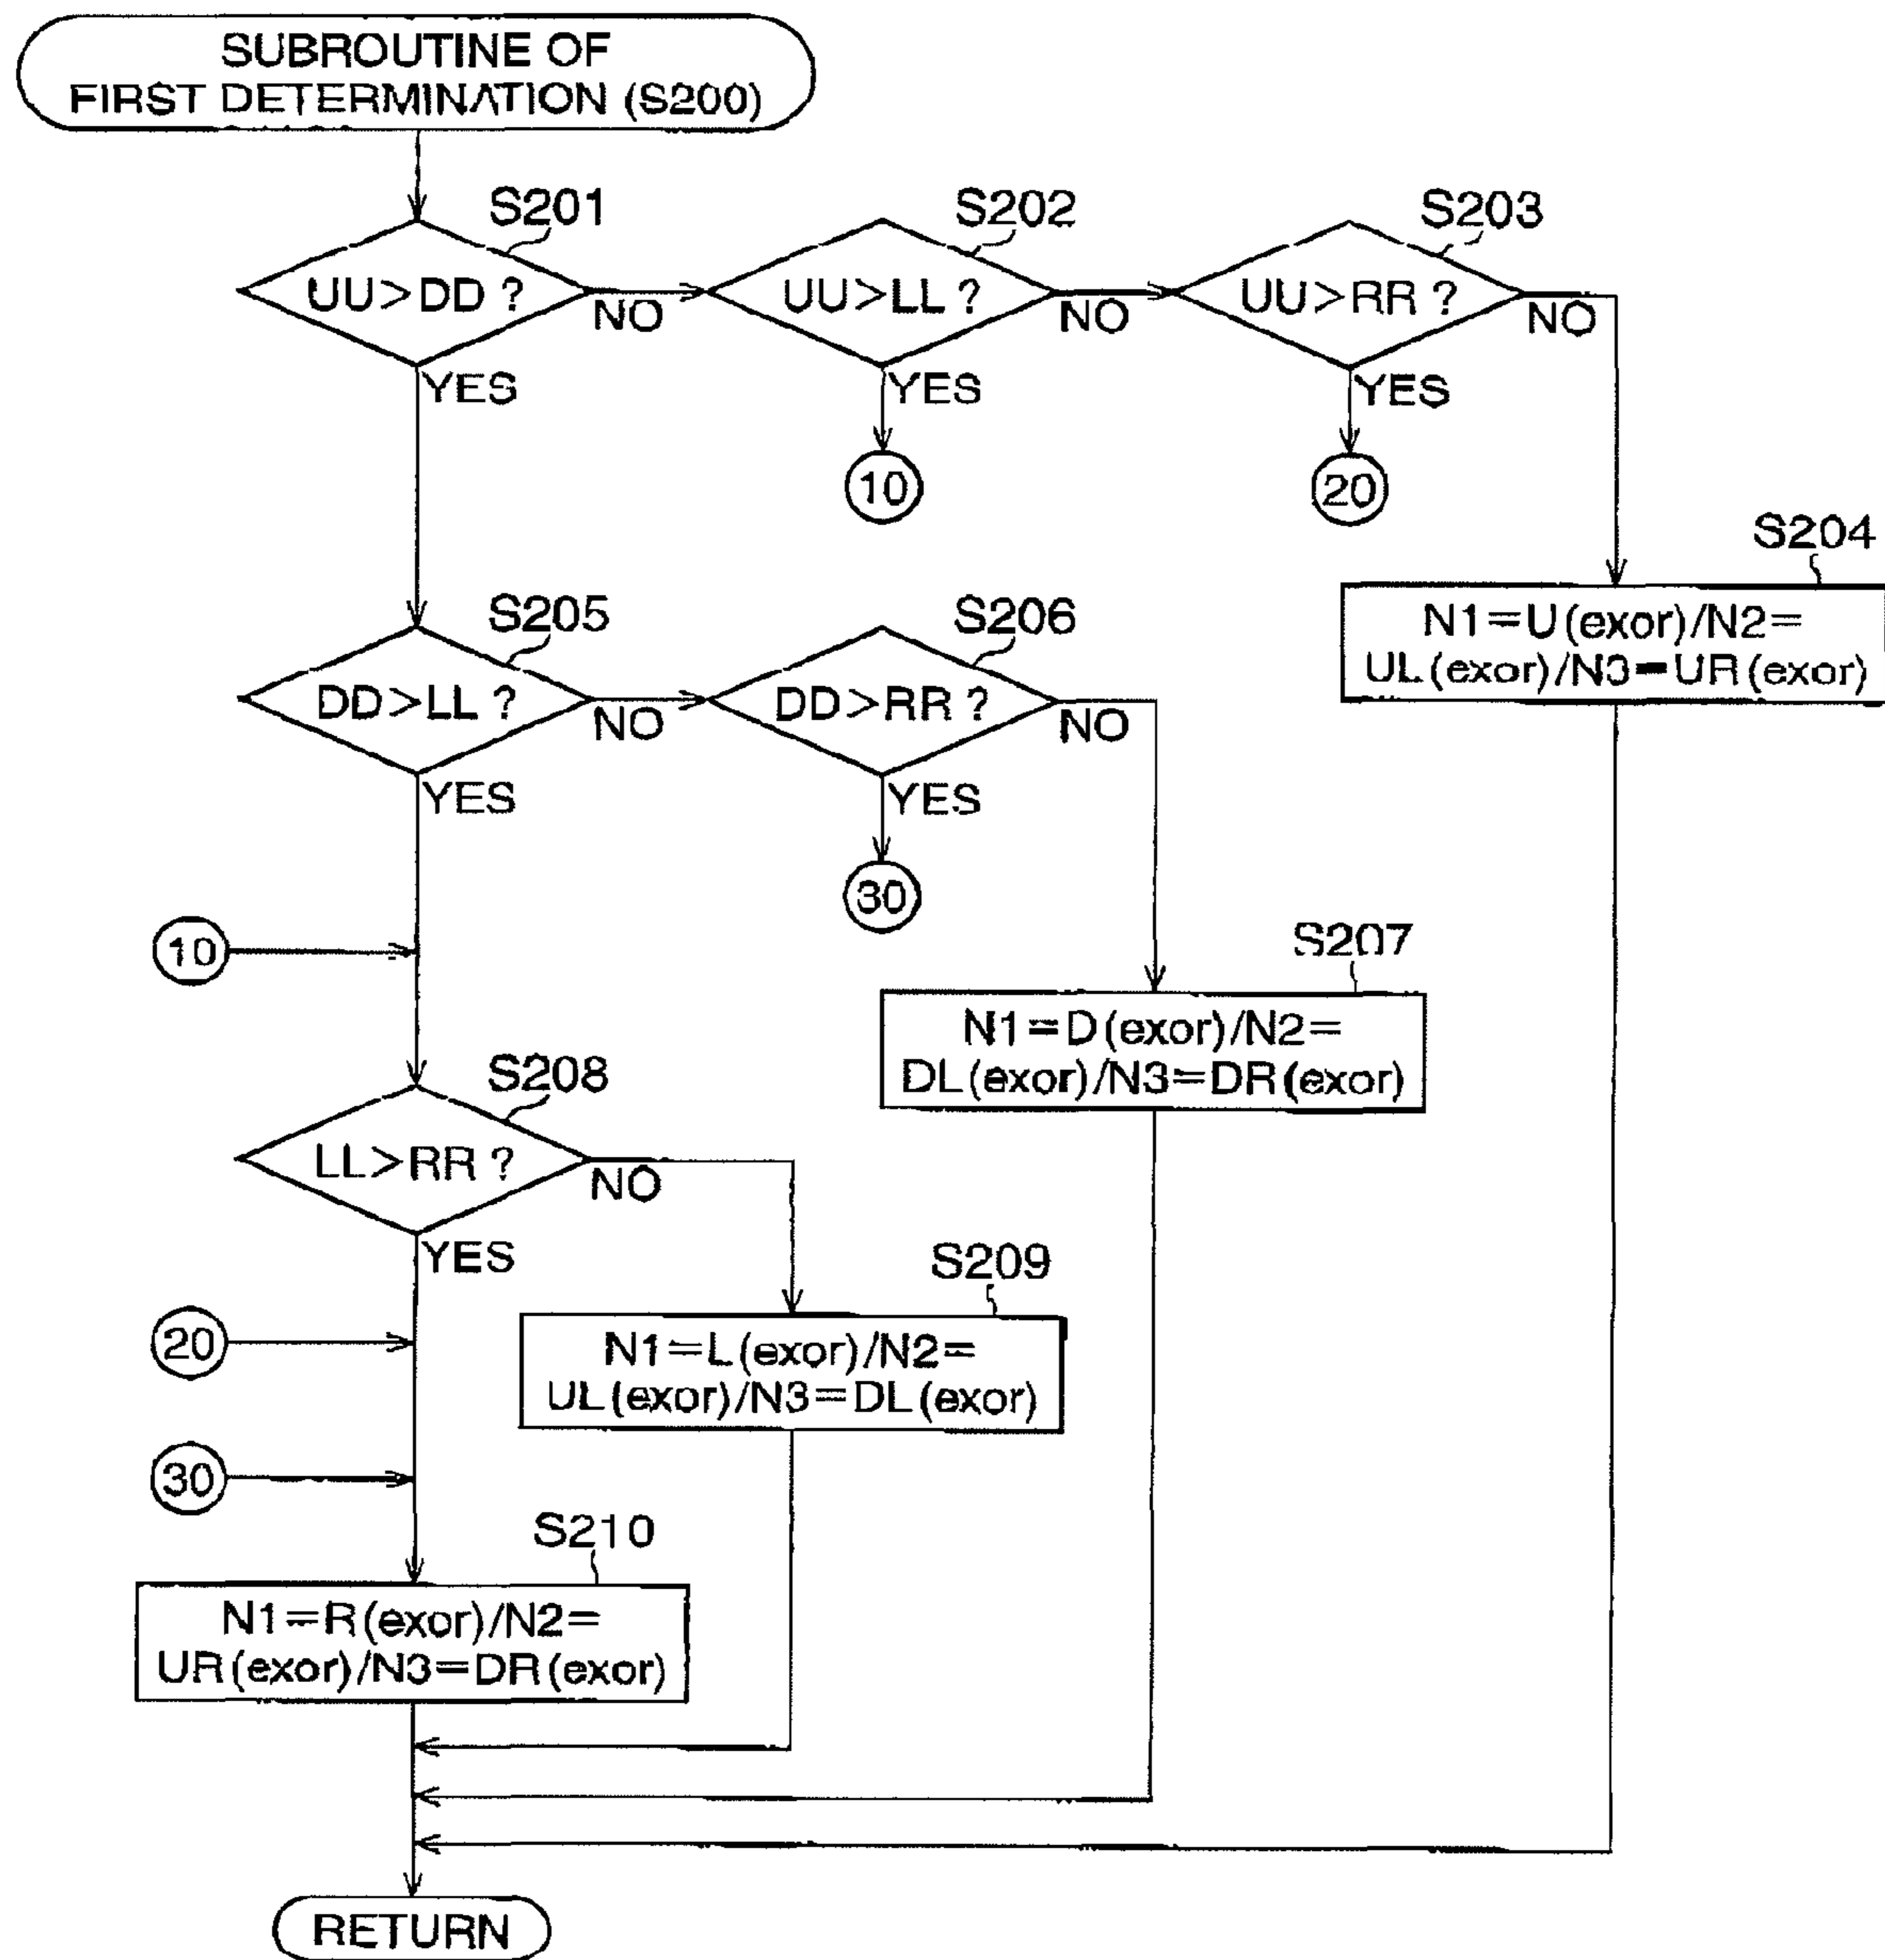 SUBROUTINE OF
FIRST DETERMINATION (S200)
S201
UU>DD ?
NO
YES
S202
UU>LL ?
NO
YES
10
S203
UU>RR ?
NO
YES
20
S204
N1=U(exor)/N2=
UL(exor)/N3=UR(exor)
S205
DD>LL ?
NO
YES
S206
DD>RR ?
NO
YES
30
S207
N1=D(exor)/N2=
DL(exor)/N3=DR(exor)
10
S208
LL>RR ?
NO
YES
S209
N1=L(exor)/N2=
UL(exor)/N3=DL(exor)
20
30
S210
N1=R(exor)/N2=
UR(exor)/N3=DR(exor)
RETURN